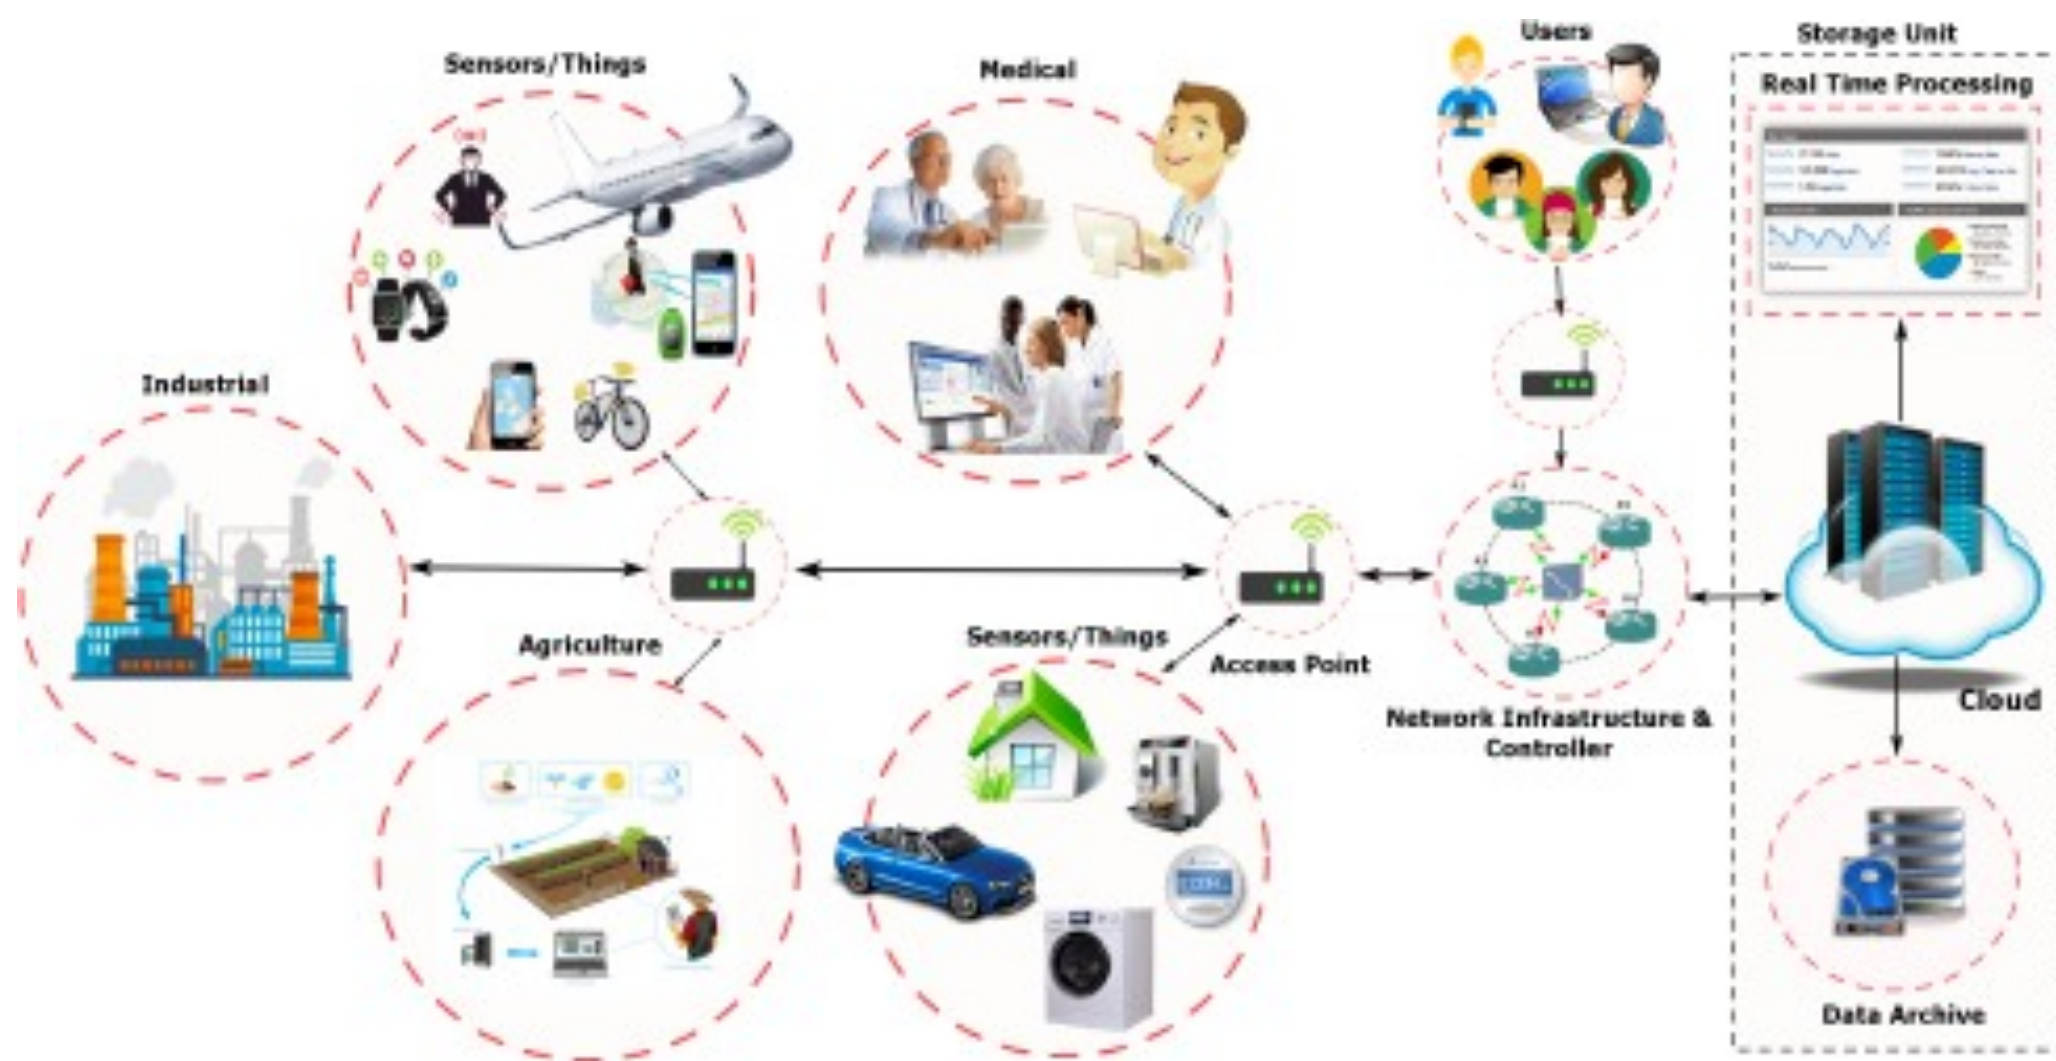 Users
Storage Unit
Sensors/Things
Medical
Real Time Processing
Industrial
Agriculture
Sensors/Things
Access Point
Network Infrastructure &
Controller
Cloud
Data Archive